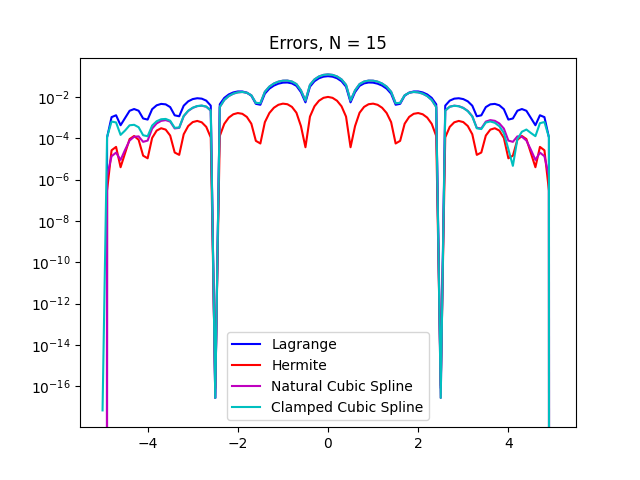 Errors, N = 15
10⁻²
10⁻⁴
10⁻⁶
10⁻⁸
10⁻¹⁰
10⁻¹²
10⁻¹⁴
10⁻¹⁶
Lagrange
Hermite
Natural Cubic Spline
Clamped Cubic Spline
−4 −2 0 2 4